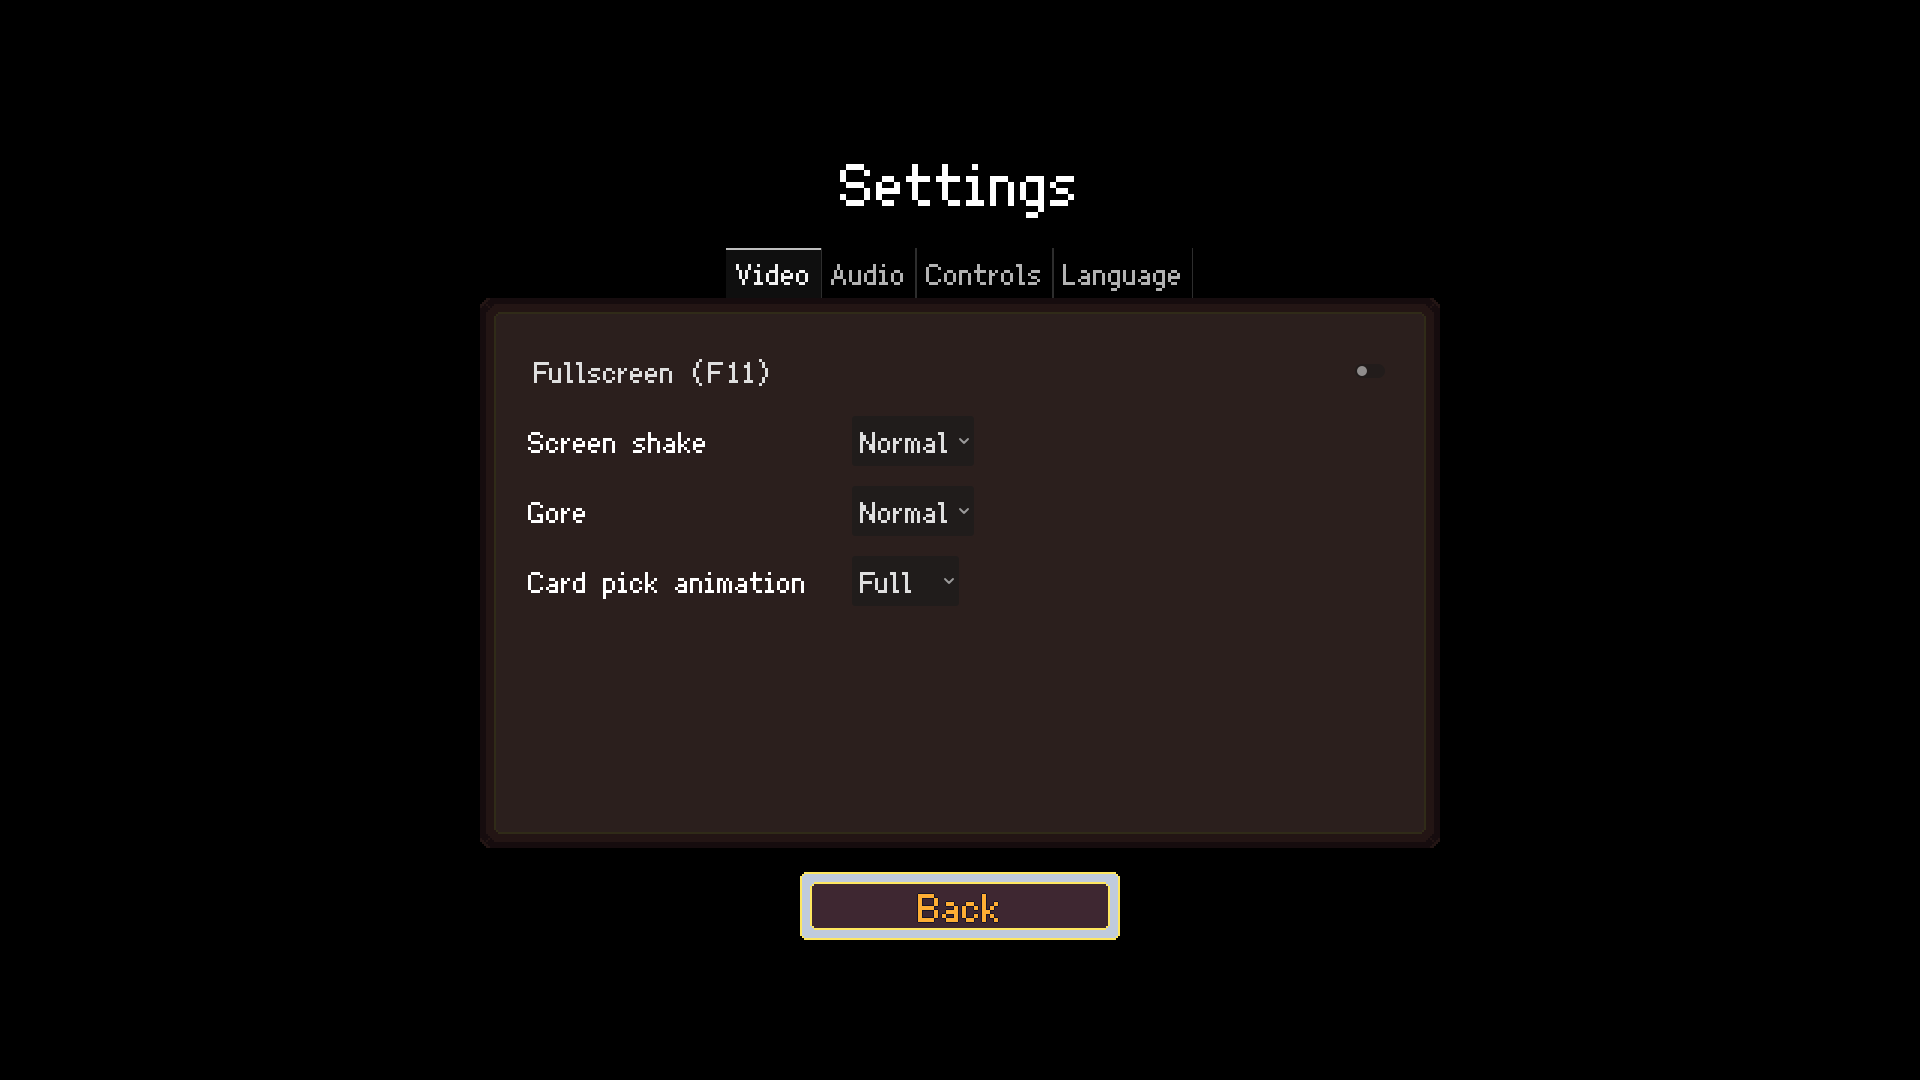 Settings
Video Audio Controls Language
Fullscreen (F11)
Screen shake Normal
Gore Normal
Card pick animation Full
Back